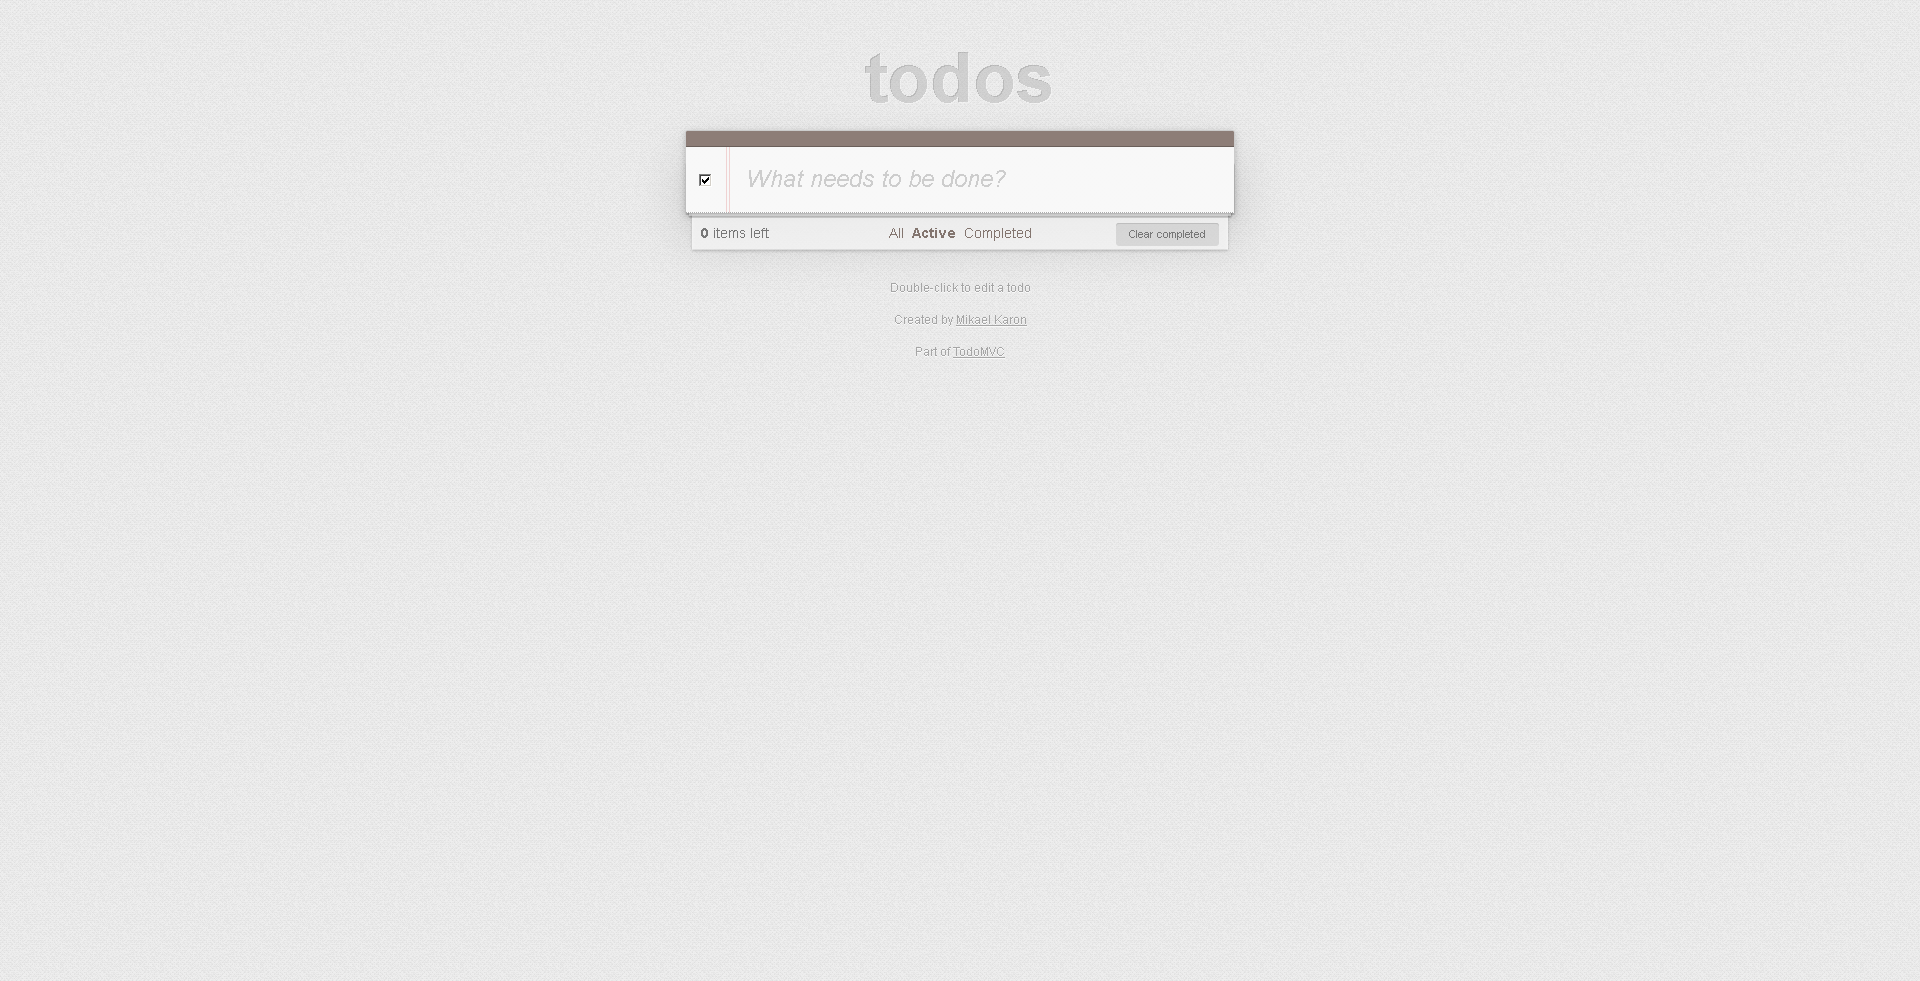 todos
What needs to be done?
0 items left All Active Completed Clear completed
Double-click to edit a todo
Created by Mikael Karon
Part of TodoMVC